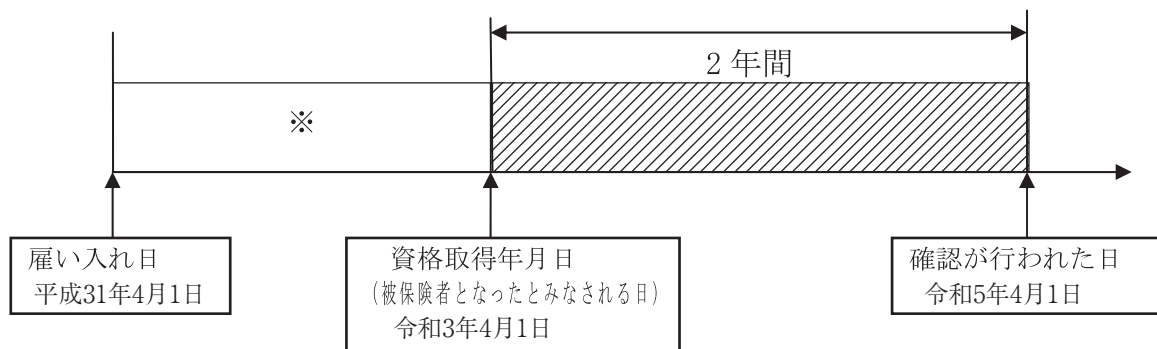 2年間
※
雇い入れ日
平成31年4月1日
資格取得年月日
(被保険者となったとみなされる日)
令和3年4月1日
確認が行われた日
令和5年4月1日